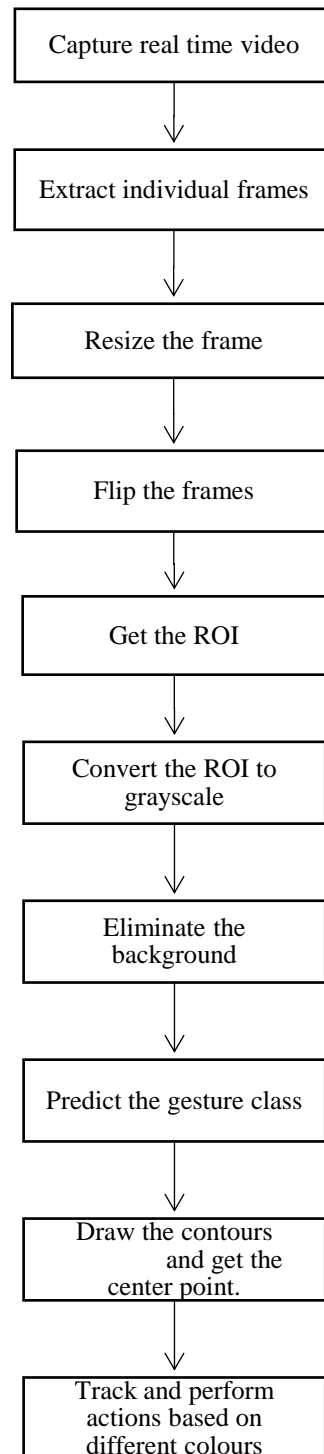 Capture real time video
Extract individual frames
Resize the frame
Flip the frames
Get the ROI
Convert the ROI to
grayscale
Eliminate the
background
Predict the gesture class
Draw the contours
and get the
center point.
Track and perform
actions based on
different colours